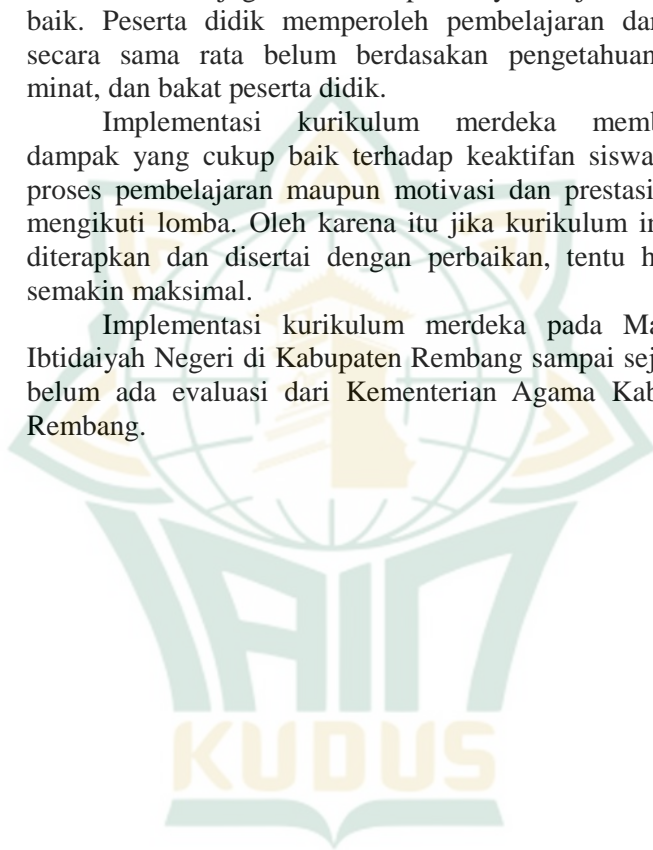 baik. Peserta didik memperoleh pembelajaran
secara sama rata belum berdasakan pengetahuan
minat, dan bakat peserta didik.
Implementasi kurikulum merdeka
dampak yang cukup baik terhadap keaktifan siswa
proses pembelajaran maupun motivasi dan prestasi
mengikuti lomba. Oleh karena itu jika kurikulum
diterapkan dan disertai dengan perbaikan, tentu
semakin maksimal.
Implementasi kurikulum merdeka pada
Ibtidaiyah Negeri di Kabupaten Rembang sampai
belum ada evaluasi dari Kementerian Agama
Rembang.
IAIN
KUDUS